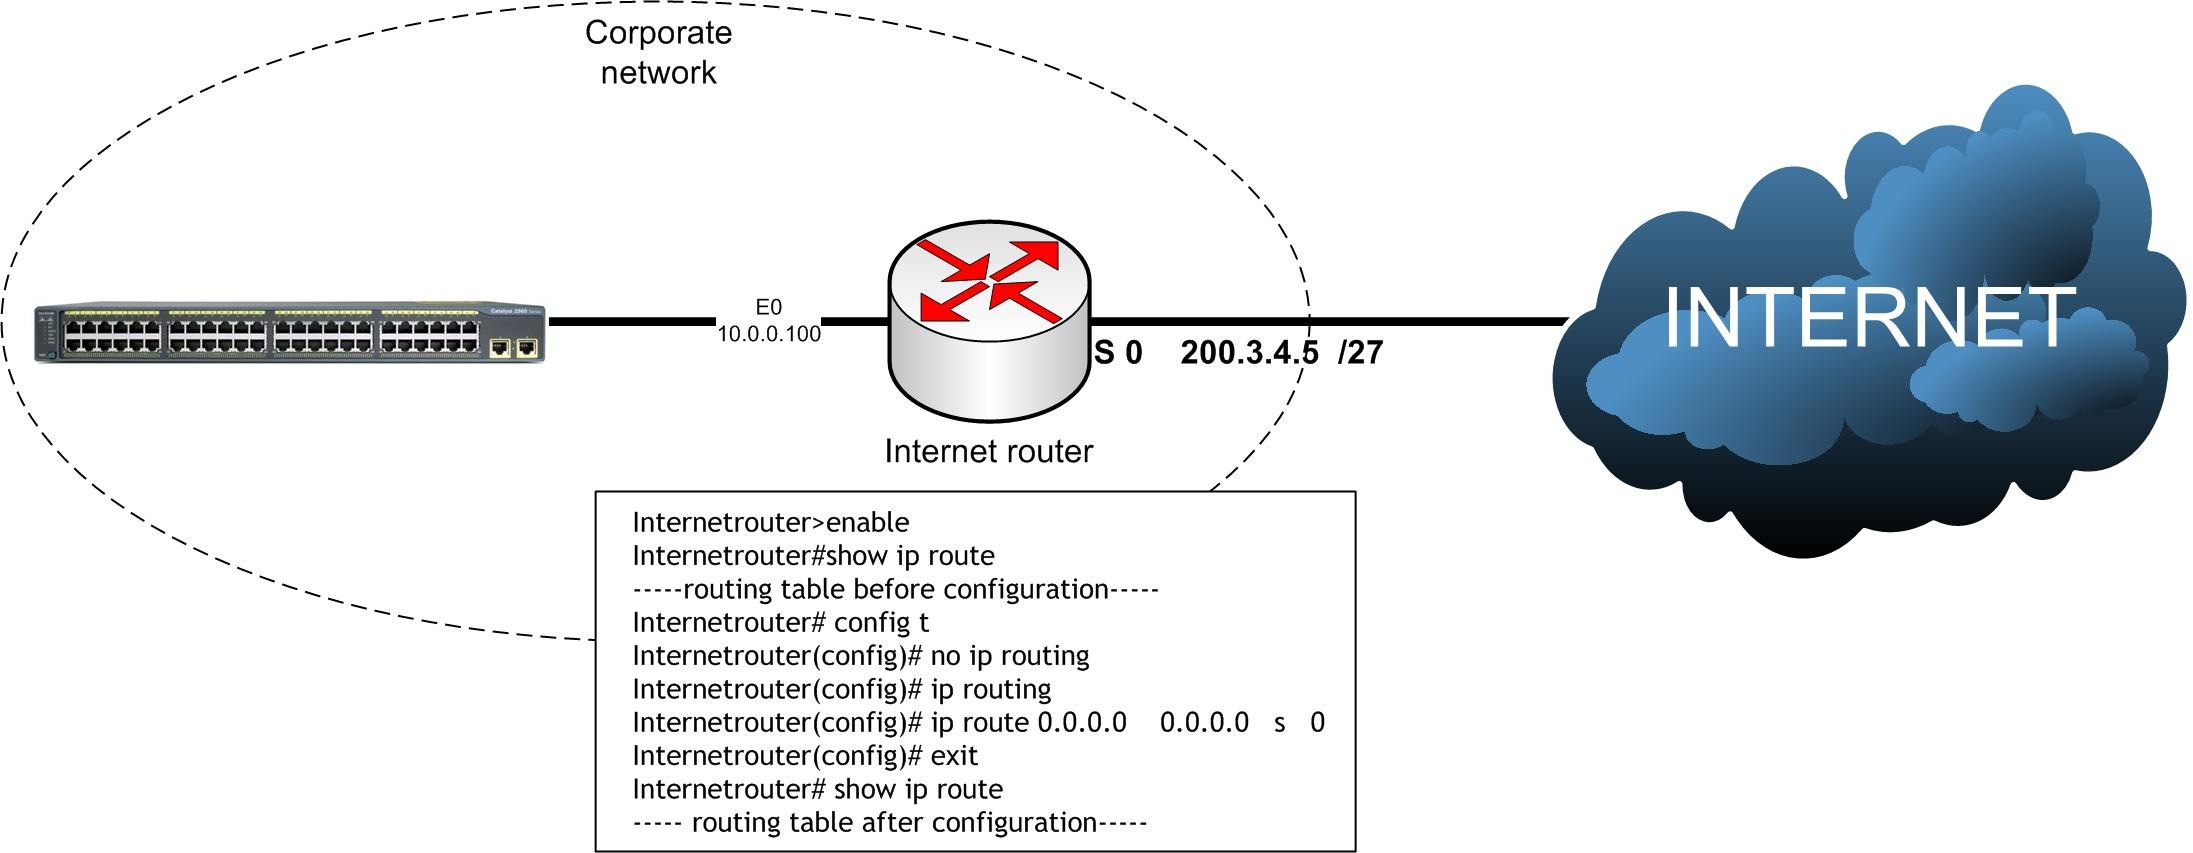 Corporate
network
INTERNET
Catalyst 2960 Series
E0
10.0.0.100
S 0 200.3.4.5 /27
Internet router
Internetrouter>enable
Internetrouter#show ip route
-----routing table before configuration-----
Internetrouter# config t
Internetrouter(config)# no ip routing
Internetrouter(config)# ip routing
Internetrouter(config)# ip route 0.0.0.0 0.0.0.0 s 0
Internetrouter(config)# exit
Internetrouter# show ip route
----- routing table after configuration-----